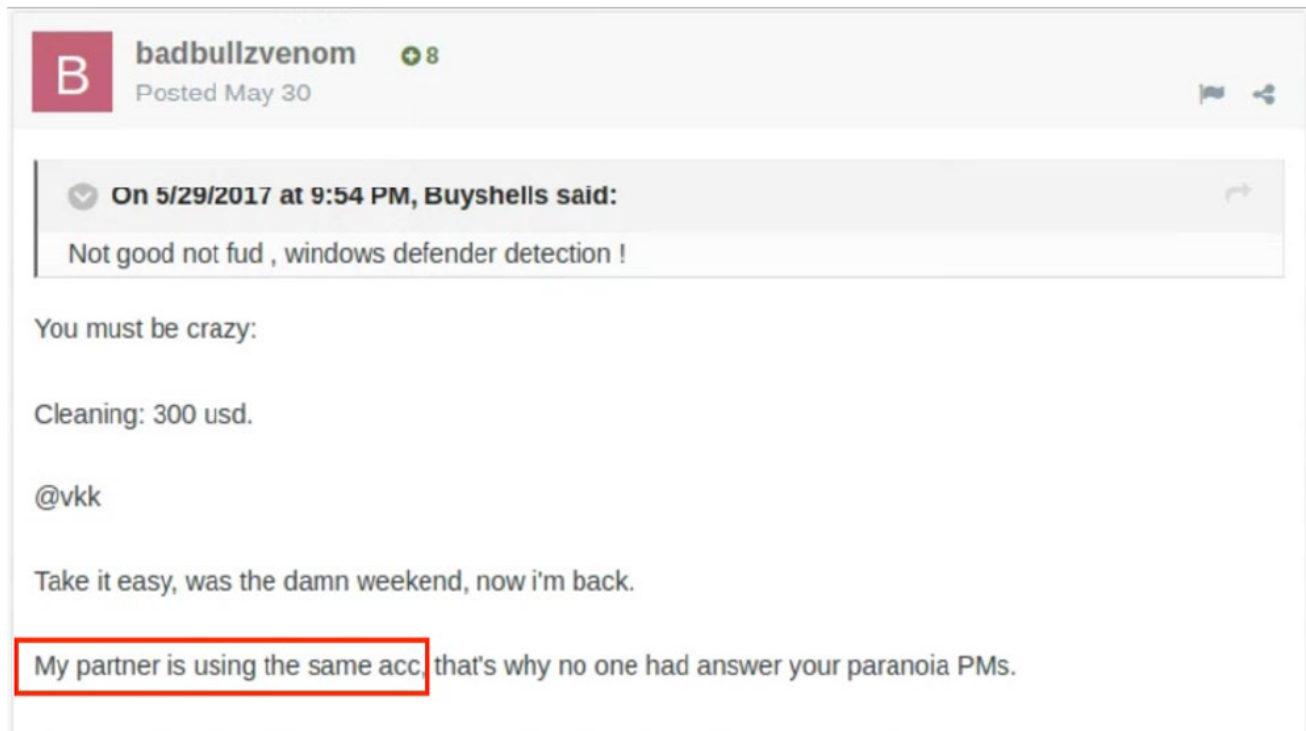 B
badbullzvenom 8
Posted May 30
On 5/29/2017 at 9:54 PM, Buyshells said:
Not good not fud , windows defender detection !
You must be crazy:
Cleaning: 300 usd.
@vkk
Take it easy, was the damn weekend, now i'm back.
My partner is using the same acc, that's why no one had answer your paranoia PMs.